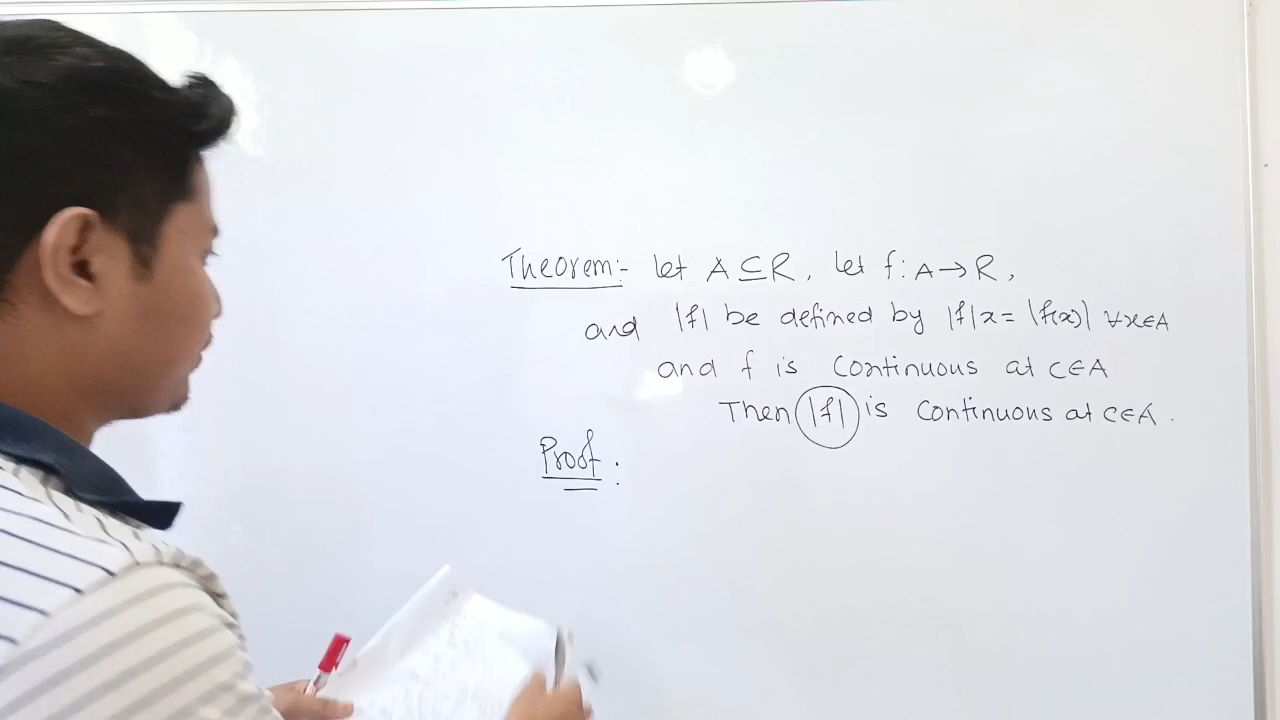 Theorem:- let A ⊆ R, let f: A → R,
and |f| be defined by |f|x = |f(x)| ∀x∈A
and f is continuous at c∈A
Then |f| is continuous at c∈A.
Proof: